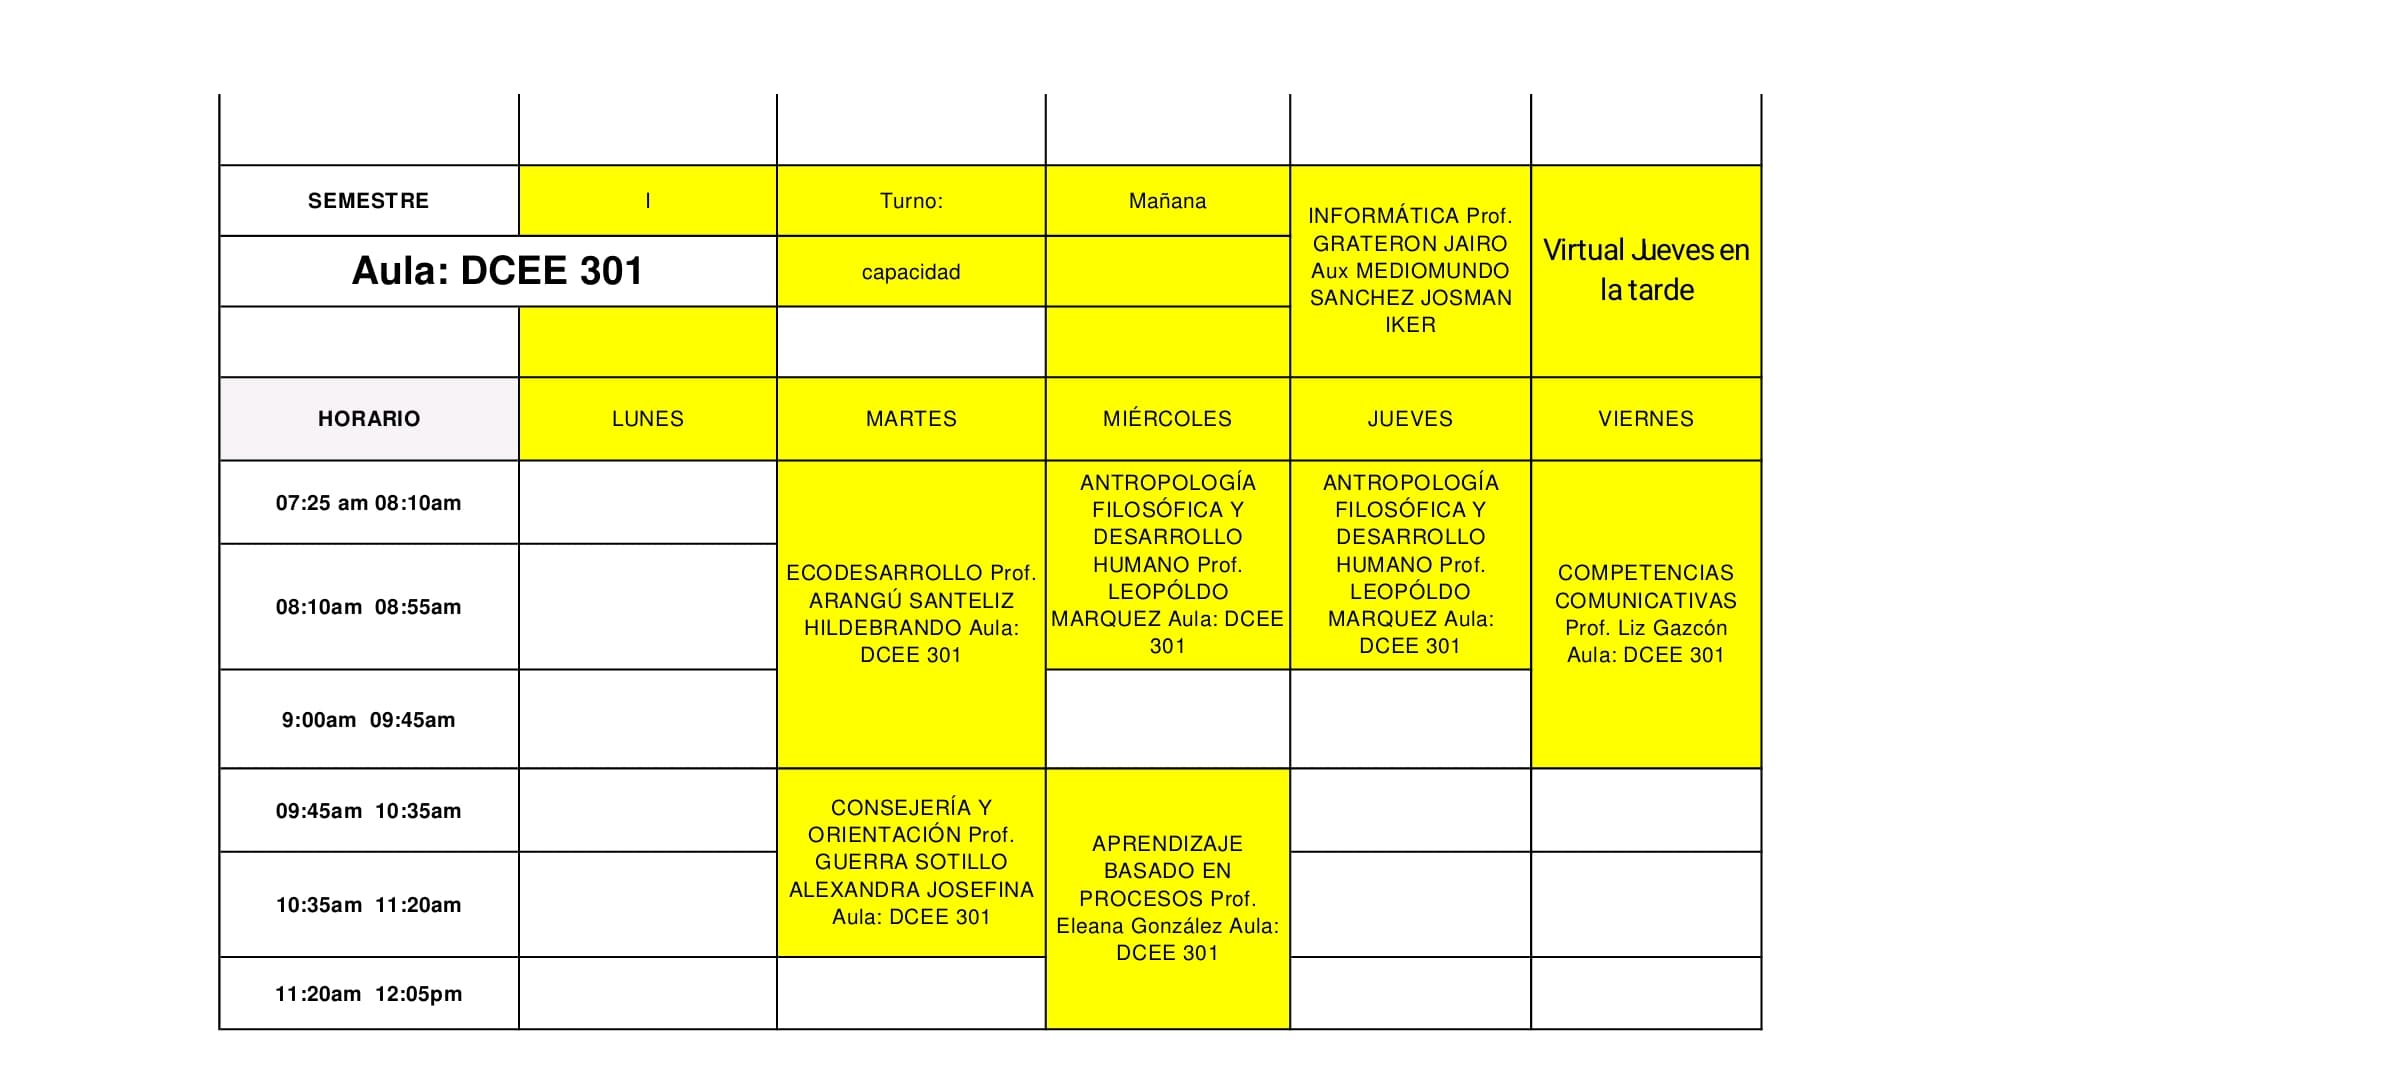 SEMESTRE
I
Turno:
Mañana
INFORMÁTICA Prof.
GRATERON JAIRO
Aux MEDIOMUNDO
SANCHEZ JOSMAN
IKER
Virtual Jueves en
la tarde
Aula: DCEE 301
capacidad
HORARIO
LUNES
MARTES
MIÉRCOLES
JUEVES
VIERNES
07:25 am 08:10am
08:10am 08:55am
9:00am 09:45am
ECODESARROLLO Prof.
ARANGÚ SANTELIZ
HILDEBRANDO Aula:
DCEE 301
ANTROPOLOGÍA
FILOSÓFICA Y
DESARROLLO
HUMANO Prof.
LEOPÓLDO
MARQUEZ Aula: DCEE
301
ANTROPOLOGÍA
FILOSÓFICA Y
DESARROLLO
HUMANO Prof.
LEOPÓLDO
MARQUEZ Aula:
DCEE 301
COMPETENCIAS
COMUNICATIVAS
Prof. Liz Gazcón
Aula: DCEE 301
09:45am 10:35am
10:35am 11:20am
11:20am 12:05pm
CONSEJERÍA Y
ORIENTACIÓN Prof.
GUERRA SOTILLO
ALEXANDRA JOSEFINA
Aula: DCEE 301
APRENDIZAJE
BASADO EN
PROCESOS Prof.
Eleana González Aula:
DCEE 301